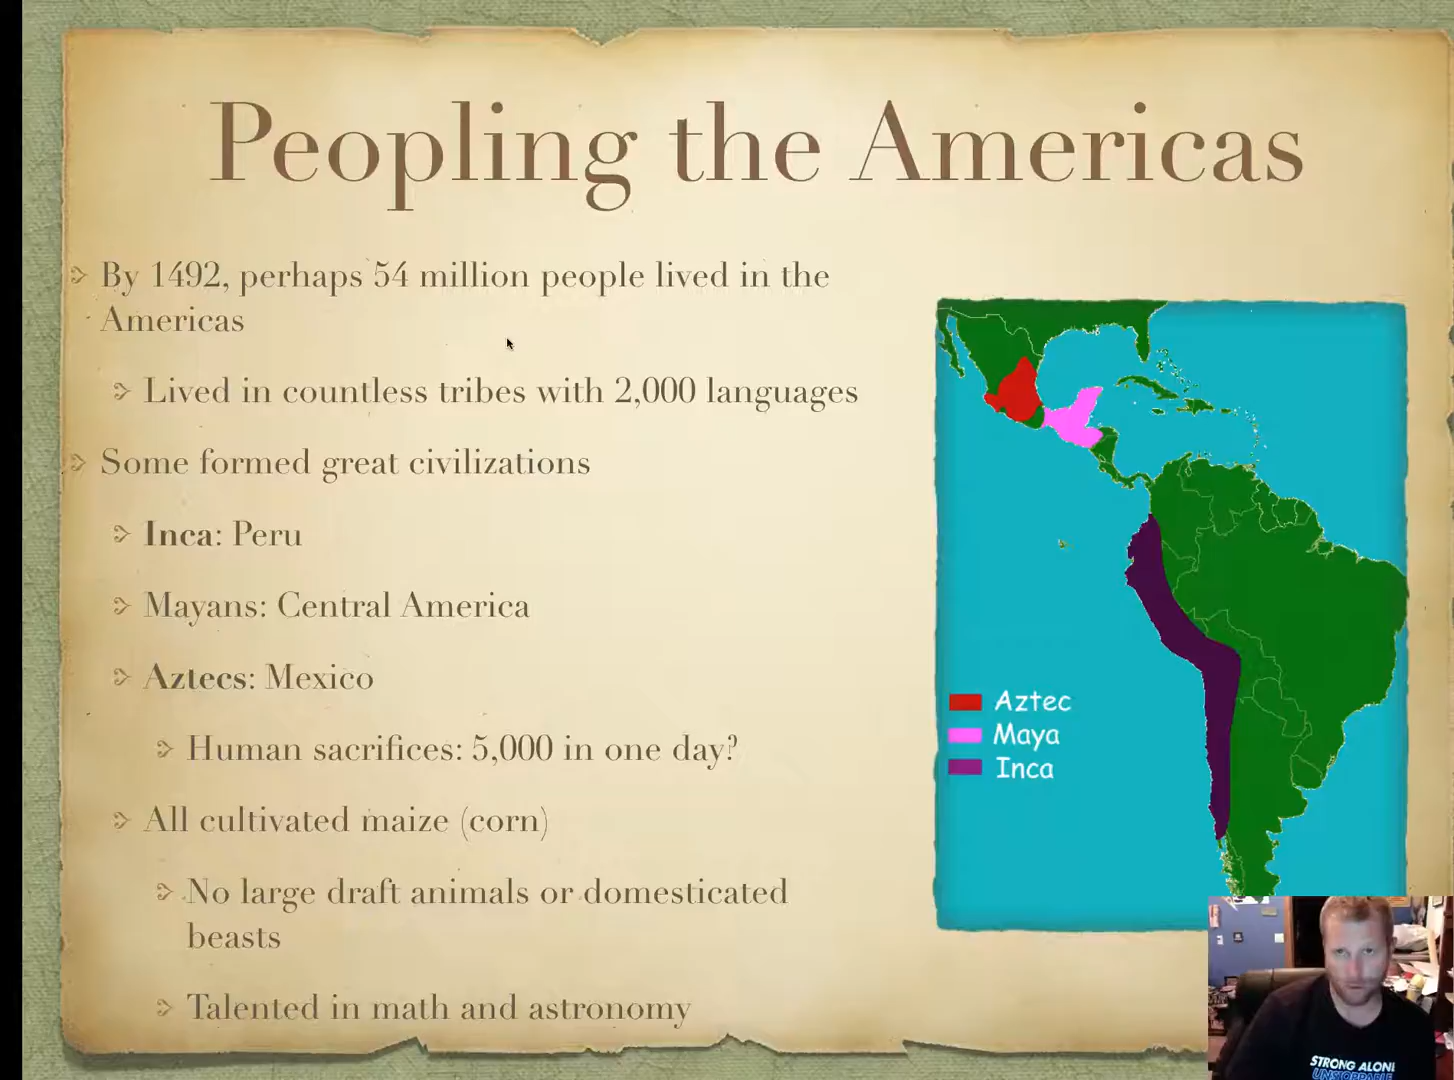 Peopling the Americas
By 1492, perhaps 54 million people lived in the
Americas
Lived in countless tribes with 2,000 languages
Some formed great civilizations
Inca: Peru
Mayans: Central America
Aztecs: Mexico
Human sacrifices: 5,000 in one day?
All cultivated maize (corn)
No large draft animals or domesticated
beasts
Talented in math and astronomy
Aztec
Maya
Inca
STRONG ALONE
UNSTOPPABLE